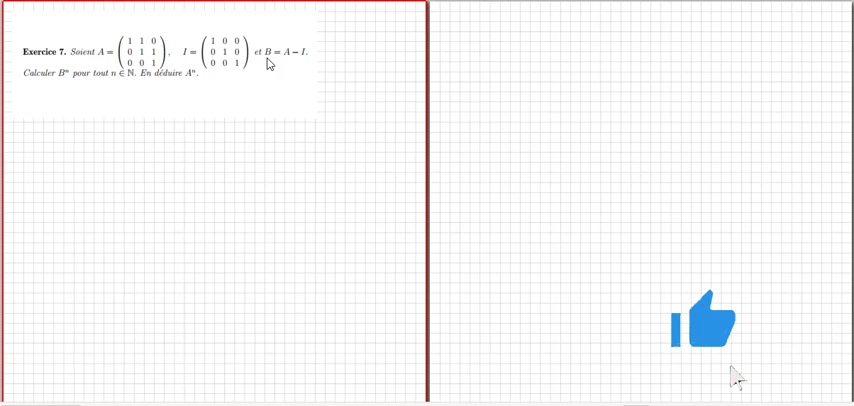 Exercice 7. Soient A = ( 1 1 0 ; 0 1 1 ; 0 0 1 ), I = ( 1 0 0 ; 0 1 0 ; 0 0 1 ) et B = A − I.
Calculer Bⁿ pour tout n ∈ ℕ. En déduire Aⁿ.